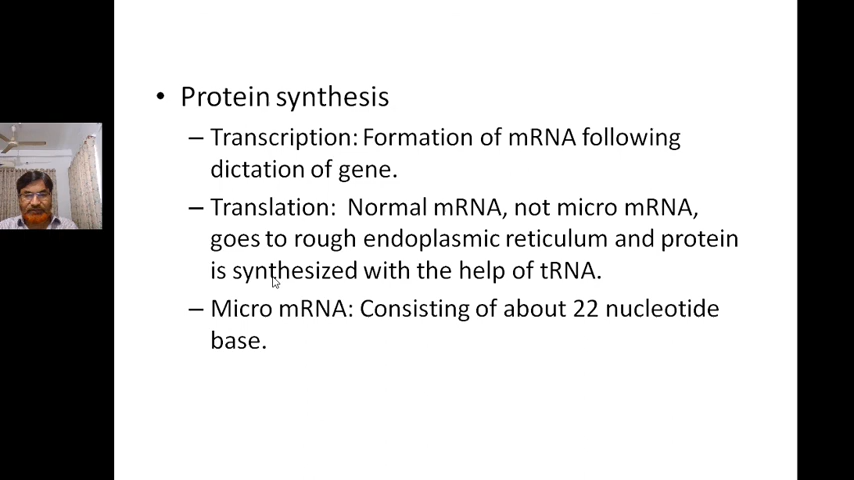 • Protein synthesis
– Transcription: Formation of mRNA following
dictation of gene.
– Translation: Normal mRNA, not micro mRNA,
goes to rough endoplasmic reticulum and protein
is synthesized with the help of tRNA.
– Micro mRNA: Consisting of about 22 nucleotide
base.